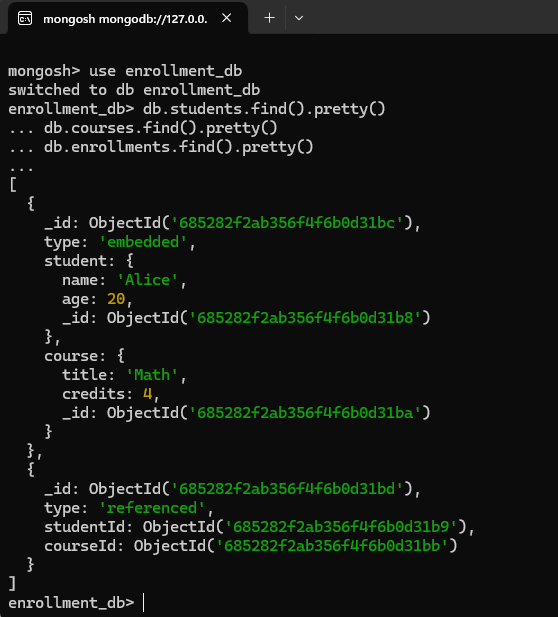 mongosh mongodb://127.0.0.
mongosh> use enrollment_db
switched to db enrollment_db
enrollment_db> db.students.find().pretty()
... db.courses.find().pretty()
... db.enrollments.find().pretty()
...
[
  {
    _id: ObjectId('685282f2ab356f4f6b0d31bc'),
    type: 'embedded',
    student: {
      name: 'Alice',
      age: 20,
      _id: ObjectId('685282f2ab356f4f6b0d31b8')
    },
    course: {
      title: 'Math',
      credits: 4,
      _id: ObjectId('685282f2ab356f4f6b0d31ba')
    }
  },
  {
    _id: ObjectId('685282f2ab356f4f6b0d31bd'),
    type: 'referenced',
    studentId: ObjectId('685282f2ab356f4f6b0d31b9'),
    courseId: ObjectId('685282f2ab356f4f6b0d31bb')
  }
]
enrollment_db>